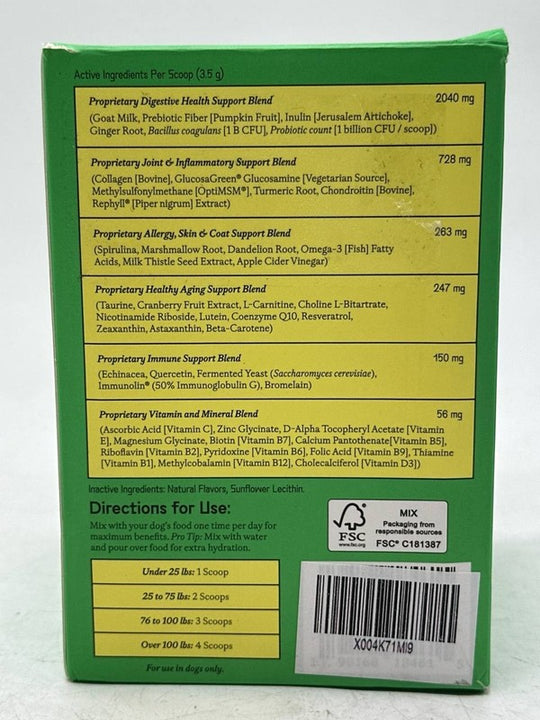 Active Ingredients Per Scoop (3.5 g)
Proprietary Digestive Health Support Blend 2040 mg
(Goat Milk, Prebiotic Fiber [Pumpkin Fruit], Inulin [Jerusalem Artichoke],
Ginger Root, Bacillus coagulans [1 B CFU], Probiotic count [1 billion CFU / scoop])
Proprietary Joint & Inflammatory Support Blend 728 mg
(Collagen [Bovine], GlucosaGreen® Glucosamine [Vegetarian Source],
Methylsulfonylmethane [OptiMSM®], Turmeric Root, Chondroitin [Bovine],
Rephyll® [Piper nigrum] Extract)
Proprietary Allergy, Skin & Coat Support Blend 263 mg
(Spirulina, Marshmallow Root, Dandelion Root, Omega-3 [Fish] Fatty
Acids, Milk Thistle Seed Extract, Apple Cider Vinegar)
Proprietary Healthy Aging Support Blend 247 mg
(Taurine, Cranberry Fruit Extract, L-Carnitine, Choline L-Bitartrate,
Nicotinamide Riboside, Lutein, Coenzyme Q10, Resveratrol,
Zeaxanthin, Astaxanthin, Beta-Carotene)
Proprietary Immune Support Blend 150 mg
(Echinacea, Quercetin, Fermented Yeast (Saccharomyces cerevisiae),
Immunolin® (50% Immunoglobulin G), Bromelain)
Proprietary Vitamin and Mineral Blend 56 mg
(Ascorbic Acid [Vitamin C], Zinc Glycinate, D-Alpha Tocopheryl Acetate [Vitamin
E], Magnesium Glycinate, Biotin [Vitamin B7], Calcium Pantothenate[Vitamin B5],
Riboflavin [Vitamin B2], Pyridoxine [Vitamin B6], Folic Acid [Vitamin B9], Thiamine
[Vitamin B1], Methylcobalamin [Vitamin B12], Cholecalciferol [Vitamin D3])
Inactive Ingredients: Natural Flavors, Sunflower Lecithin.
Directions for Use:
Mix with your dog's food one time per day for
maximum benefits. Pro Tip: Mix with water
and pour over food for extra hydration.
Under 25 lbs: 1 Scoop
25 to 75 lbs: 2 Scoops
76 to 100 lbs: 3 Scoops
Over 100 lbs: 4 Scoops
For use in dogs only.
FSC
www.fsc.org
MIX
Packaging from
responsible sources
FSC® C181387
X004K71MI9